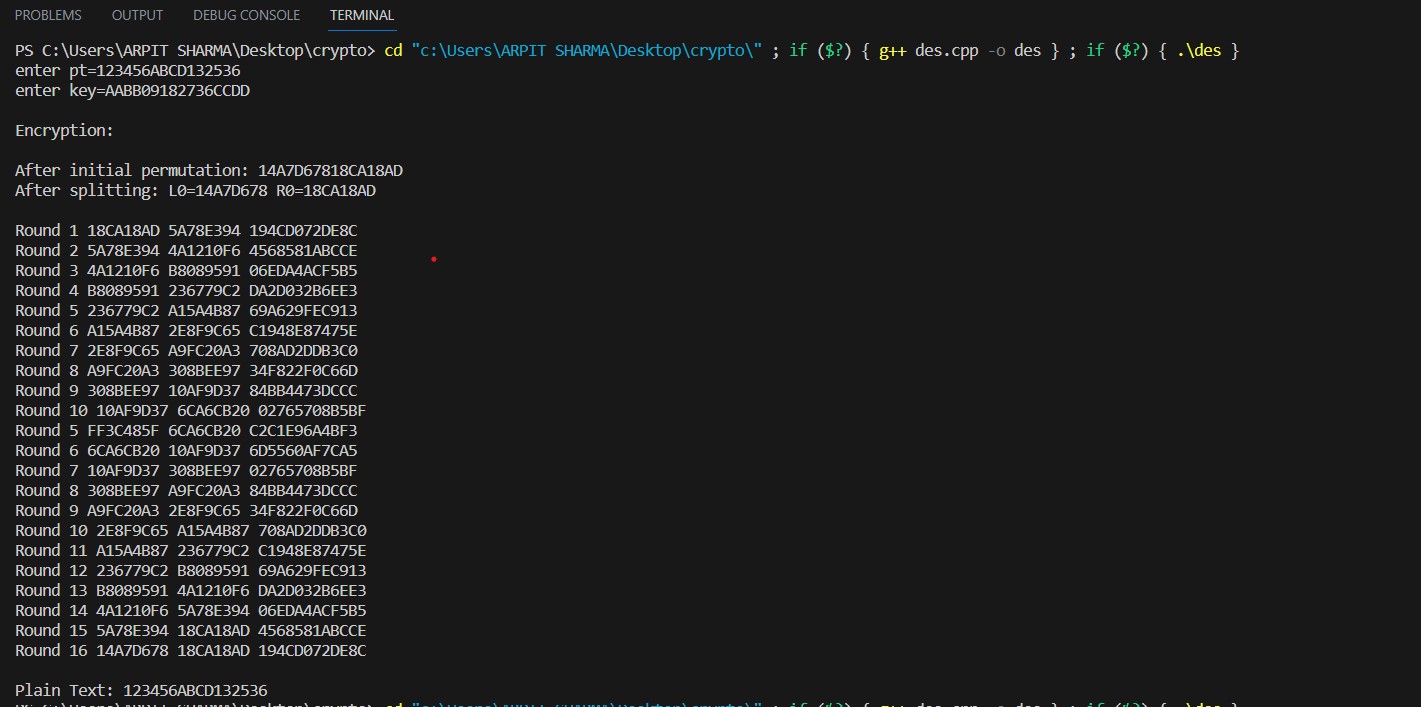 PROBLEMS OUTPUT DEBUG CONSOLE TERMINAL
PS C:\Users\ARPIT SHARMA\Desktop\crypto> cd "c:\Users\ARPIT SHARMA\Desktop\crypto\" ; if ($?) { g++ des.cpp -o des } ; if ($?) { .\des }
enter pt=123456ABCD132536
enter key=AABB09182736CCDD
Encryption:
After initial permutation: 14A7D67818CA18AD
After splitting: L0=14A7D678 R0=18CA18AD
Round 1 18CA18AD 5A78E394 194CD072DE8C
Round 2 5A78E394 4A1210F6 4568581ABCCE
Round 3 4A1210F6 B8089591 06EDA4ACF5B5
Round 4 B8089591 236779C2 DA2D032B6EE3
Round 5 236779C2 A15A4B87 69A629FEC913
Round 6 A15A4B87 2E8F9C65 C1948E87475E
Round 7 2E8F9C65 A9FC20A3 708AD2DDB3C0
Round 8 A9FC20A3 308BEE97 34F822F0C66D
Round 9 308BEE97 10AF9D37 84BB4473DCCC
Round 10 10AF9D37 6CA6CB20 02765708B5BF
Round 5 FF3C485F 6CA6CB20 C2C1E96A4BF3
Round 6 6CA6CB20 10AF9D37 6D5560AF7CA5
Round 7 10AF9D37 308BEE97 02765708B5BF
Round 8 308BEE97 A9FC20A3 84BB4473DCCC
Round 9 A9FC20A3 2E8F9C65 34F822F0C66D
Round 10 2E8F9C65 A15A4B87 708AD2DDB3C0
Round 11 A15A4B87 236779C2 C1948E87475E
Round 12 236779C2 B8089591 69A629FEC913
Round 13 B8089591 4A1210F6 DA2D032B6EE3
Round 14 4A1210F6 5A78E394 06EDA4ACF5B5
Round 15 5A78E394 18CA18AD 4568581ABCCE
Round 16 14A7D678 18CA18AD 194CD072DE8C
Plain Text: 123456ABCD132536